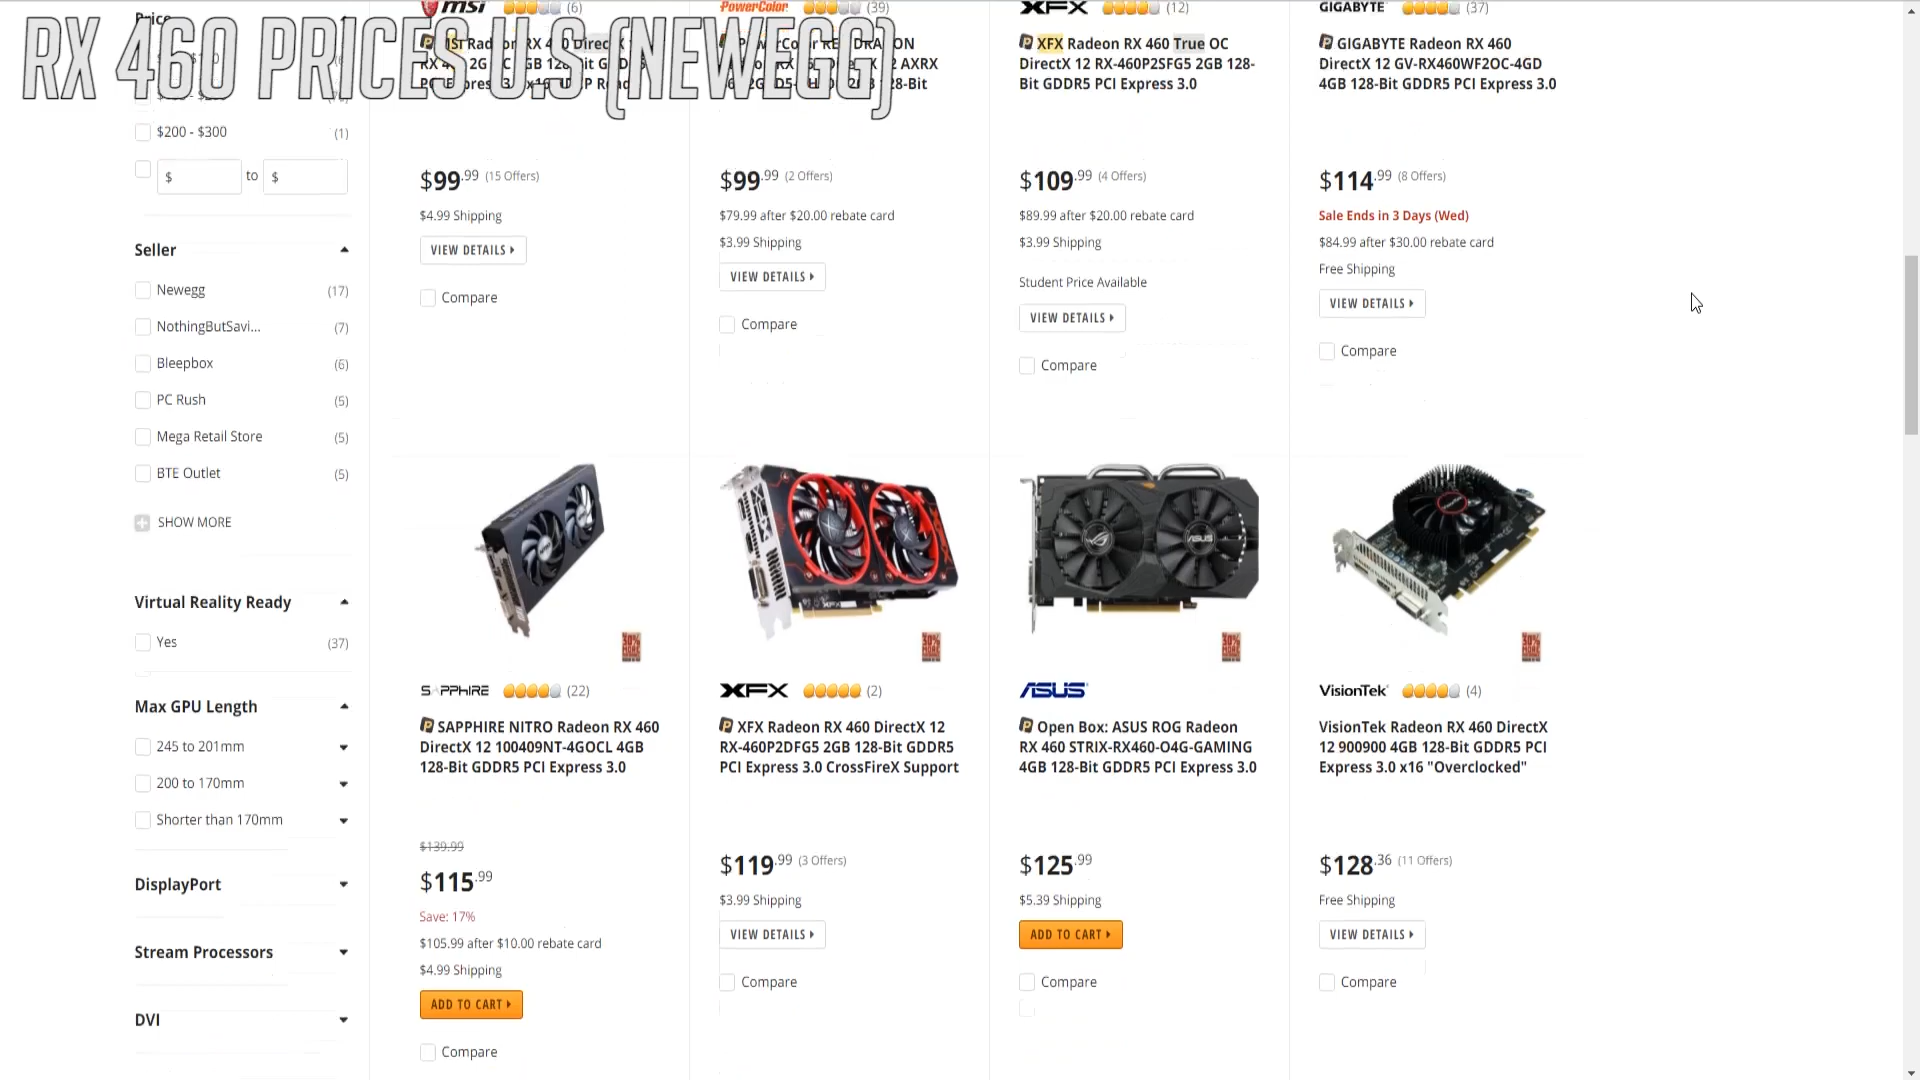 RX 460 PRICES U.S (NEWEGG)
Price
$200 - $300 (1)
$ to $
Seller
Newegg (17)
NothingButSavi... (7)
Bleepbox (6)
PC Rush (5)
Mega Retail Store (5)
BTE Outlet (5)
SHOW MORE
Virtual Reality Ready
Yes (37)
Max GPU Length
245 to 201mm
200 to 170mm
Shorter than 170mm
DisplayPort
Stream Processors
DVI
msi (6)
$99.99 (15 Offers)
$4.99 Shipping
VIEW DETAILS
Compare
PowerColor (39)
$99.99 (2 Offers)
$79.99 after $20.00 rebate card
$3.99 Shipping
VIEW DETAILS
Compare
XFX (12)
XFX Radeon RX 460 True OC
DirectX 12 RX-460P2SFG5 2GB 128-
Bit GDDR5 PCI Express 3.0
$109.99 (4 Offers)
$89.99 after $20.00 rebate card
$3.99 Shipping
Student Price Available
VIEW DETAILS
Compare
GIGABYTE (37)
GIGABYTE Radeon RX 460
DirectX 12 GV-RX460WF2OC-4GD
4GB 128-Bit GDDR5 PCI Express 3.0
$114.99 (8 Offers)
Sale Ends in 3 Days (Wed)
$84.99 after $30.00 rebate card
Free Shipping
VIEW DETAILS
Compare
SAPPHIRE (22)
SAPPHIRE NITRO Radeon RX 460
DirectX 12 100409NT-4GOCL 4GB
128-Bit GDDR5 PCI Express 3.0
$139.99
$115.99
Save: 17%
$105.99 after $10.00 rebate card
$4.99 Shipping
ADD TO CART
Compare
XFX (2)
XFX Radeon RX 460 DirectX 12
RX-460P2DFG5 2GB 128-Bit GDDR5
PCI Express 3.0 CrossFireX Support
$119.99 (3 Offers)
$3.99 Shipping
VIEW DETAILS
Compare
ASUS
Open Box: ASUS ROG Radeon
RX 460 STRIX-RX460-O4G-GAMING
4GB 128-Bit GDDR5 PCI Express 3.0
$125.99
$5.39 Shipping
ADD TO CART
Compare
VisionTek (4)
VisionTek Radeon RX 460 DirectX
12 900900 4GB 128-Bit GDDR5 PCI
Express 3.0 x16 "Overclocked"
$128.36 (11 Offers)
Free Shipping
VIEW DETAILS
Compare